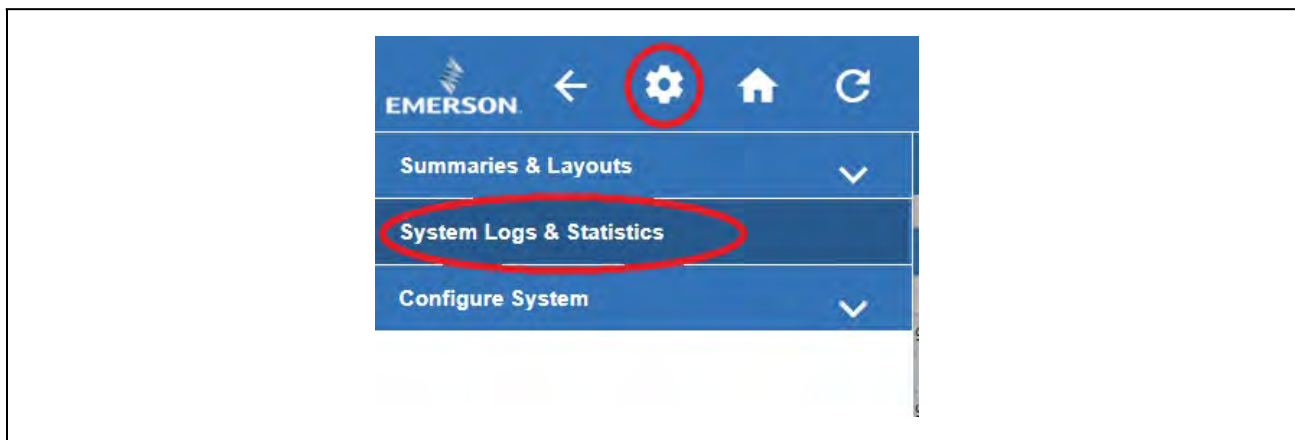 EMERSON.
Summaries & Layouts
System Logs & Statistics
Configure System